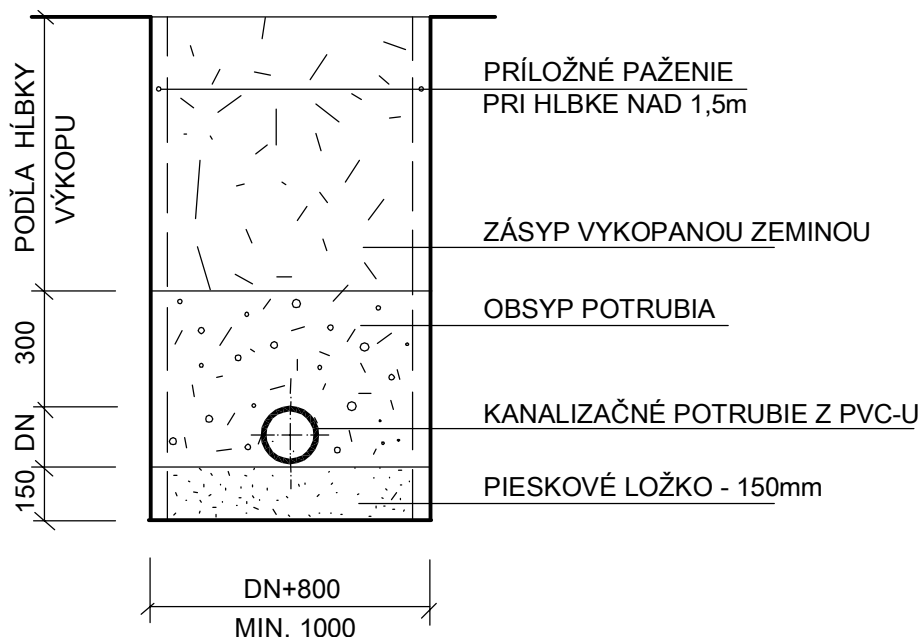 PRÍLOŽNÉ PAŽENIE
PRI HLBKE NAD 1,5m
PODĽA HĹBKY
VÝKOPU
ZÁSYP VYKOPANOU ZEMINOU
300
OBSYP POTRUBIA
DN
KANALIZAČNÉ POTRUBIE Z PVC-U
150
PIESKOVÉ LOŽKO - 150mm
DN+800
MIN. 1000